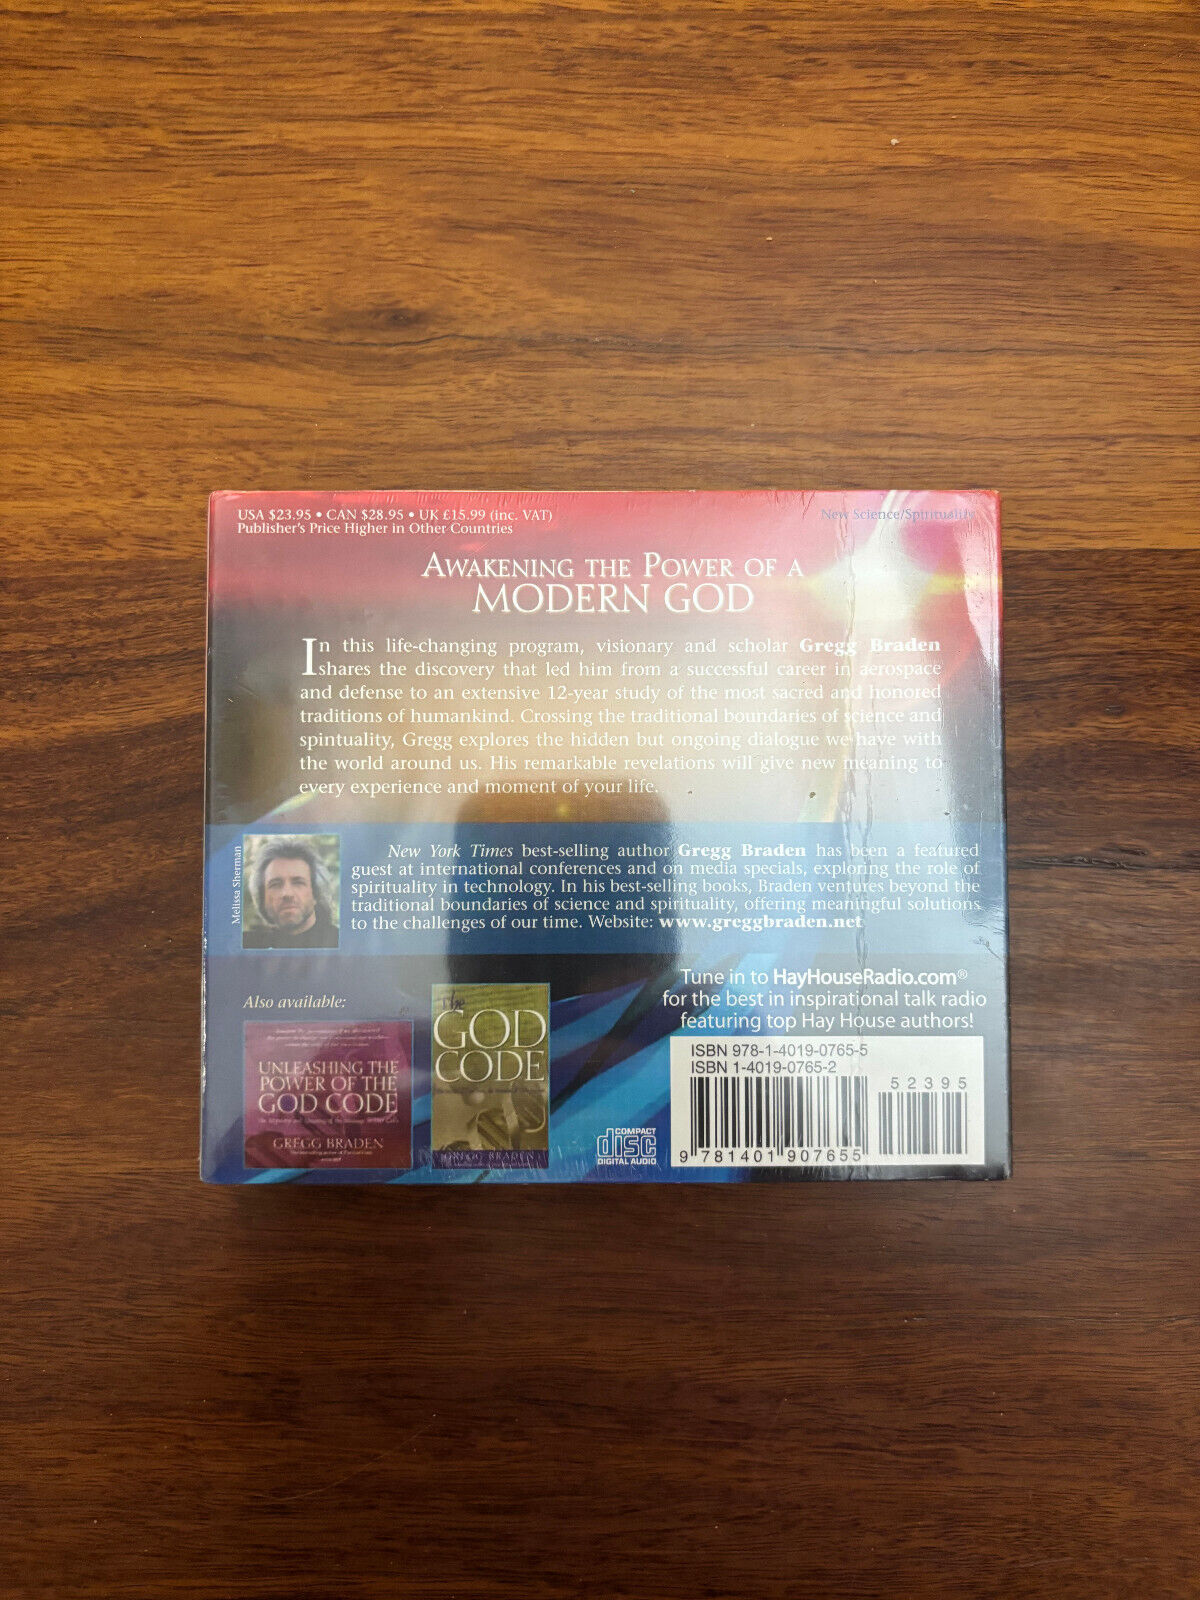 USA $23.95 • CAN $28.95 • UK £15.99 (inc. VAT)
Publisher's Price Higher in Other Countries
New Science/Spirituality
AWAKENING THE POWER OF A
MODERN GOD
In this life-changing program, visionary and scholar Gregg Braden
shares the discovery that led him from a successful career in aerospace
and defense to an extensive 12-year study of the most sacred and honored
traditions of humankind. Crossing the traditional boundaries of science and
spintuality, Gregg explores the hidden but ongoing dialogue we have with
the world around us. His remarkable revelations will give new meaning to
every experience and moment of your life.
Melissa Sherman
New York Times best-selling author Gregg Braden has been a featured
guest at international conferences and on media specials, exploring the role of
spirituality in technology. In his best-selling books, Braden ventures beyond the
traditional boundaries of science and spirituality, offering meaningful solutions
to the challenges of our time. Website: www.greggbraden.net
Also available:
UNLEASHING THE
POWER OF THE
GOD CODE
GREGG BRADEN
The
GOD
CODE
GREGG BRADEN
Tune in to HayHouseRadio.com®
for the best in inspirational talk radio
featuring top Hay House authors!
COMPACT
disc
DIGITAL AUDIO
ISBN 978-1-4019-0765-5
ISBN 1-4019-0765-2
52395
9 781401 907655